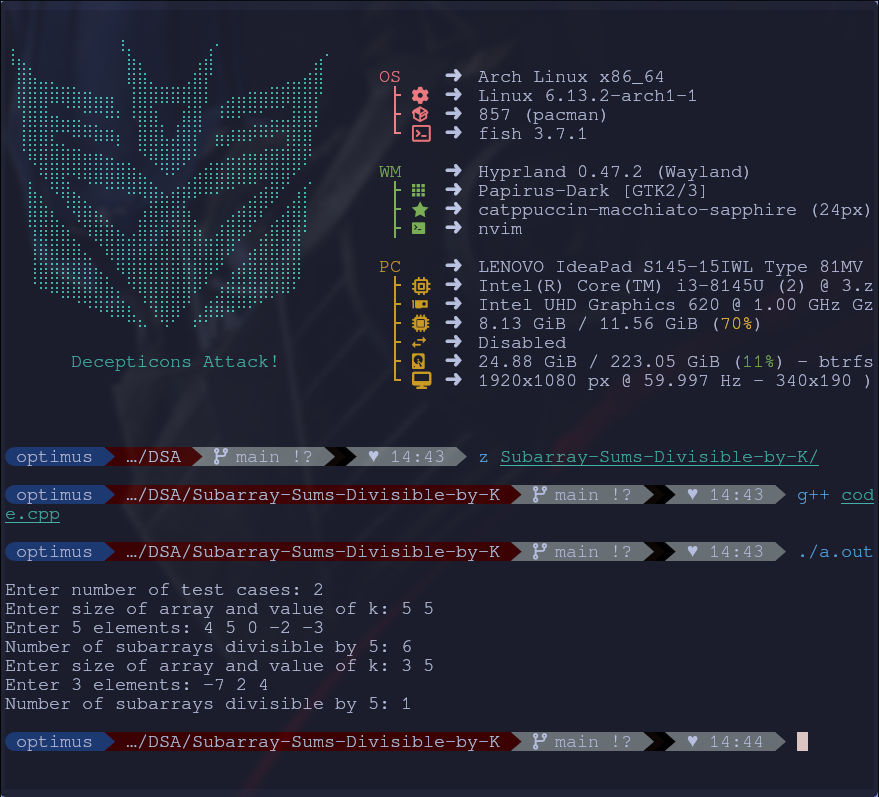 OS ➜ Arch Linux x86_64
➜ Linux 6.13.2-arch1-1
➜ 857 (pacman)
➜ fish 3.7.1
WM ➜ Hyprland 0.47.2 (Wayland)
➜ Papirus-Dark [GTK2/3]
➜ catppuccin-macchiato-sapphire (24px)
➜ nvim
PC ➜ LENOVO IdeaPad S145-15IWL Type 81MV
➜ Intel(R) Core(TM) i3-8145U (2) @ 3.z
➜ Intel UHD Graphics 620 @ 1.00 GHz Gz
➜ 8.13 GiB / 11.56 GiB (70%)
➜ Disabled
➜ 24.88 GiB / 223.05 GiB (11%) - btrfs
➜ 1920x1080 px @ 59.997 Hz - 340x190 )
Decepticons Attack!
optimus …/DSA main !? ♥ 14:43 z Subarray-Sums-Divisible-by-K/
optimus …/DSA/Subarray-Sums-Divisible-by-K main !? ♥ 14:43 g++ cod
e.cpp
optimus …/DSA/Subarray-Sums-Divisible-by-K main !? ♥ 14:43 ./a.out
Enter number of test cases: 2
Enter size of array and value of k: 5 5
Enter 5 elements: 4 5 0 -2 -3
Number of subarrays divisible by 5: 6
Enter size of array and value of k: 3 5
Enter 3 elements: -7 2 4
Number of subarrays divisible by 5: 1
optimus …/DSA/Subarray-Sums-Divisible-by-K main !? ♥ 14:44